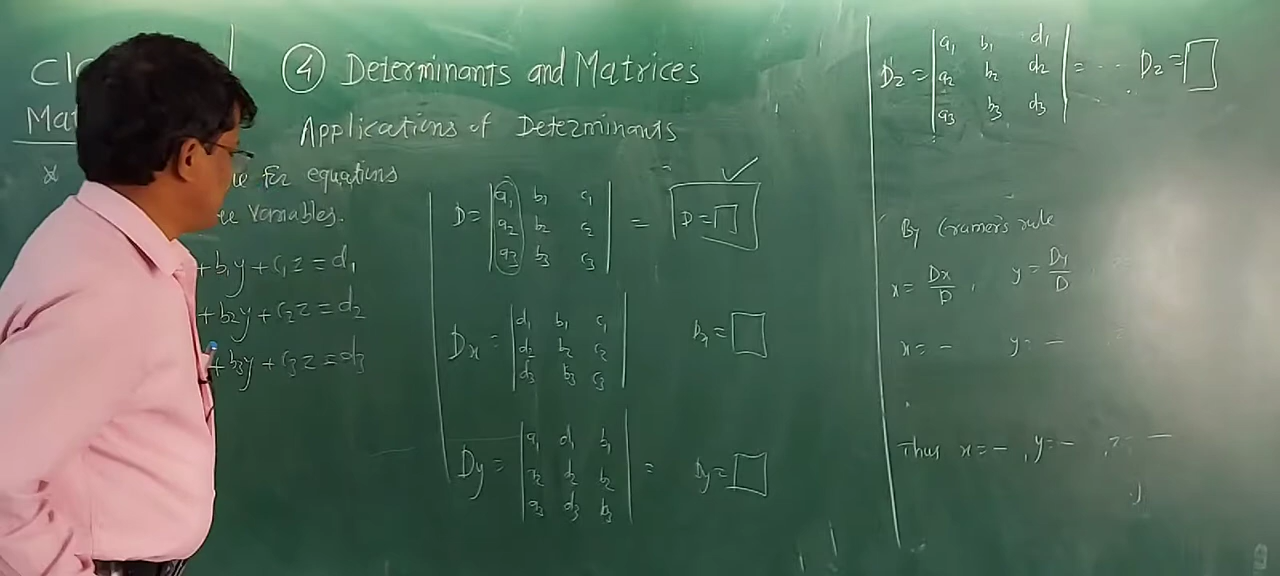 ④ Determinants and Matrices
Applications of Determinants
for equations
variables.
+b₁y+c₁z=d₁
+b₂y+c₂z=d₂
+b₃y+c₃z=d₃
D= | a₁ b₁ c₁ |
| a₂ b₂ c₂ | = D=□ ✓
| a₃ b₃ c₃ |
Dx= | d₁ b₁ c₁ |
| d₂ b₂ c₂ | Dx=□
| d₃ b₃ c₃ |
Dy= | a₁ d₁ b₁ |
| a₂ d₂ b₂ | = Dy=□
| a₃ d₃ b₃ |
Dz= | a₁ b₁ d₁ |
| a₂ b₂ d₂ | = ... Dz=□
| a₃ b₃ d₃ |
By Cramer's rule
x=Dx/D, y=Dy/D,
x=– y=–
Thus x=–, y=–, z=–